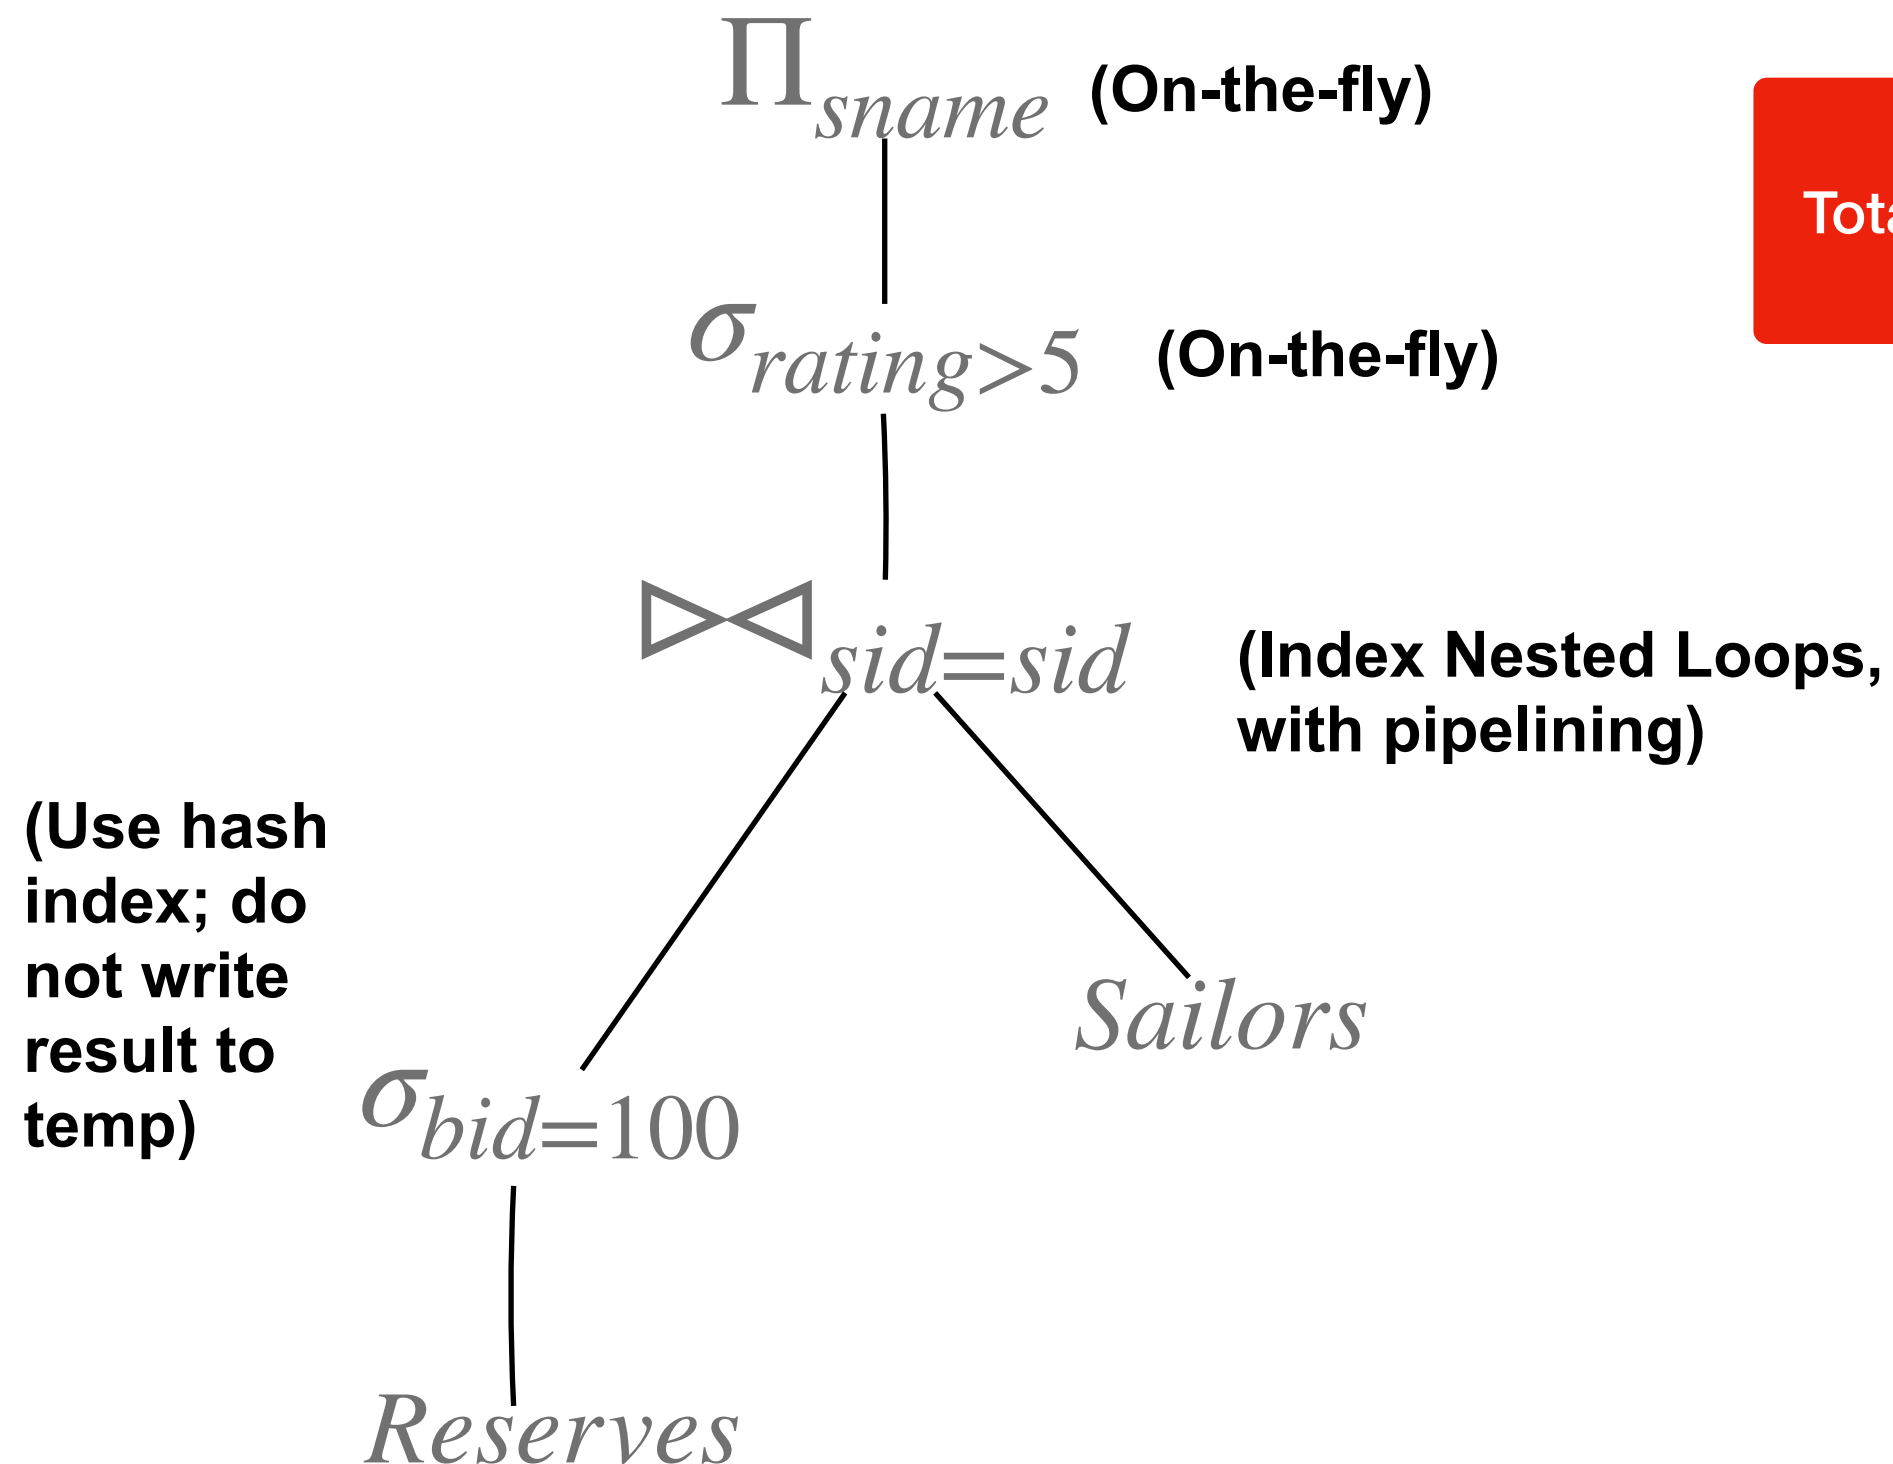 Π sname (On-the-fly)
σ rating>5 (On-the-fly)
⋈ sid=sid
(Index Nested Loops,
with pipelining)
(Use hash
index; do
not write
result to
temp)
Sailors
σ bid=100
Reserves